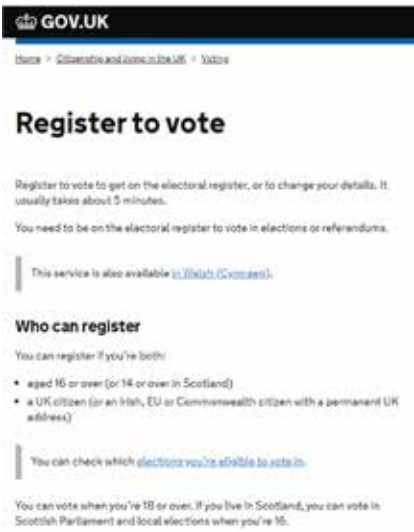 GOV.UK
Home > Citizenship and living in the UK > Voting
Register to vote
Register to vote to get on the electoral register, or to change your details. It
usually takes about 5 minutes.
You need to be on the electoral register to vote in elections or referendums.
This service is also available in Welsh (Cymraeg).
Who can register
You can register if you're both:
• aged 16 or over (or 14 or over in Scotland)
• a UK citizen (or an Irish, EU or Commonwealth citizen with a permanent UK
address)
You can check which elections you're eligible to vote in.
You can vote when you're 18 or over. If you live in Scotland, you can vote in
Scottish Parliament and local elections when you're 16.